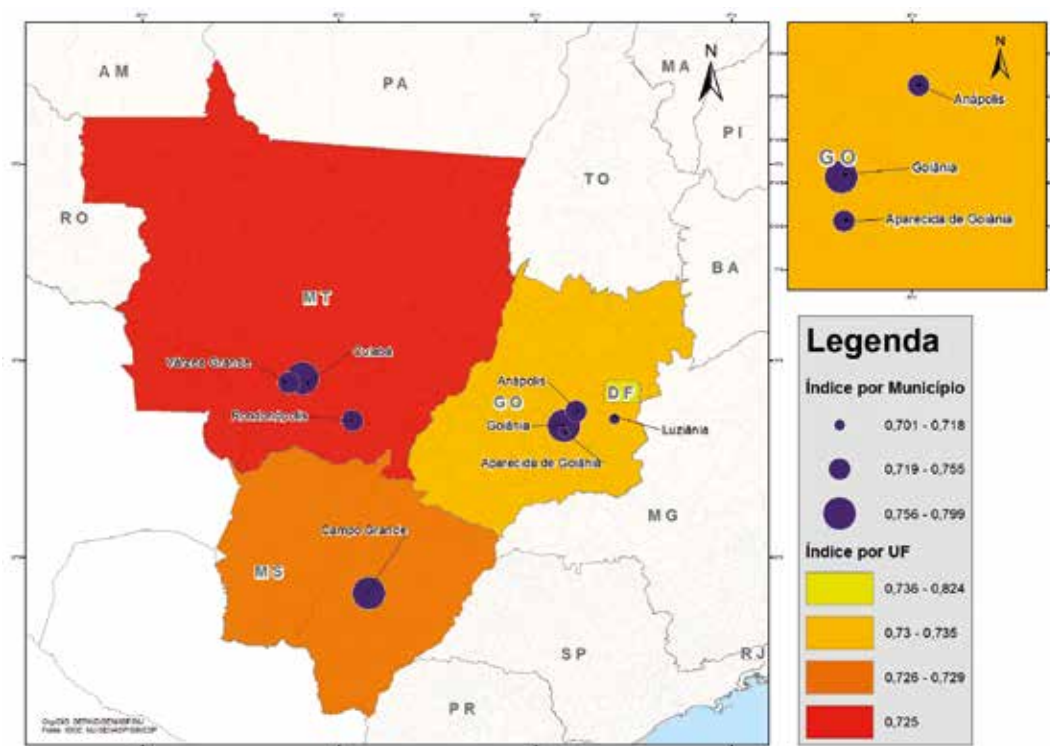 AM
PA
MA
PI
TO
RO
BA
MT
Várzea Grande
Cuiabá
Rondonópolis
Anápolis
DF
GO
Goiânia
Luziânia
Aparecida de Goiânia
MG
Campo Grande
MS
SP
RJ
PR
N
N
Anápolis
GO
Goiânia
Aparecida de Goiânia
Legenda
Índice por Município
0,701 - 0,718
0,719 - 0,755
0,756 - 0,799
Índice por UF
0,736 - 0,824
0,73 - 0,735
0,726 - 0,729
0,725